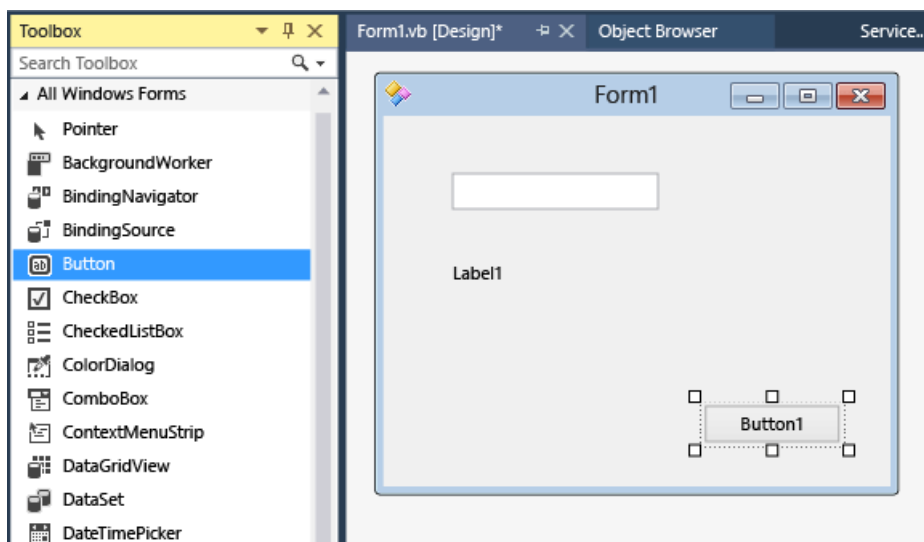 Toolbox
Search Toolbox
All Windows Forms
Pointer
BackgroundWorker
BindingNavigator
BindingSource
Button
CheckBox
CheckedListBox
ColorDialog
ComboBox
ContextMenuStrip
DataGridView
DataSet
DateTimePicker
Form1.vb [Design]*
Object Browser
Service..
Form1
Label1
Button1